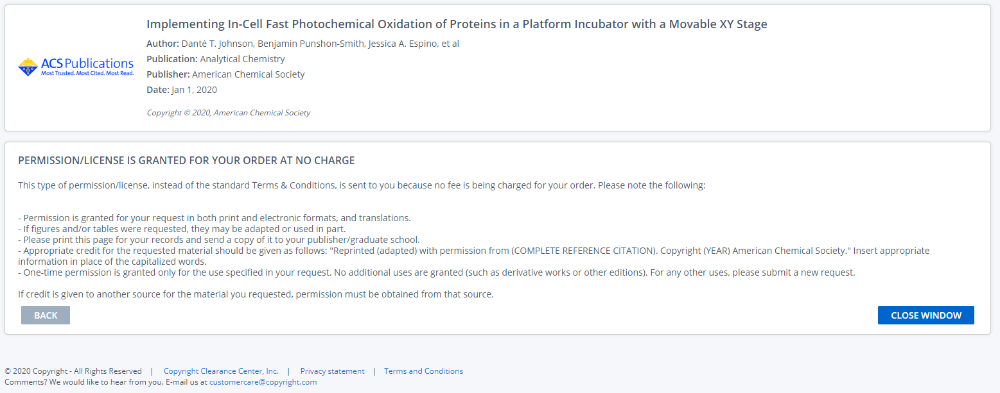 Implementing In-Cell Fast Photochemical Oxidation of Proteins in a Platform Incubator with a Movable XY Stage
Author: Danté T. Johnson, Benjamin Punshon-Smith, Jessica A. Espino, et al
ACS Publications
Most Trusted. Most Cited. Most Read.
Publication: Analytical Chemistry
Publisher: American Chemical Society
Date: Jan 1, 2020
Copyright © 2020, American Chemical Society
PERMISSION/LICENSE IS GRANTED FOR YOUR ORDER AT NO CHARGE
This type of permission/license, instead of the standard Terms & Conditions, is sent to you because no fee is being charged for your order. Please note the following:
- Permission is granted for your request in both print and electronic formats, and translations.
- If figures and/or tables were requested, they may be adapted or used in part.
- Please print this page for your records and send a copy of it to your publisher/graduate school.
- Appropriate credit for the requested material should be given as follows: "Reprinted (adapted) with permission from (COMPLETE REFERENCE CITATION). Copyright (YEAR) American Chemical Society." Insert appropriate
information in place of the capitalized words.
- One-time permission is granted only for the use specified in your request. No additional uses are granted (such as derivative works or other editions). For any other uses, please submit a new request.
If credit is given to another source for the material you requested, permission must be obtained from that source.
BACK
CLOSE WINDOW
© 2020 Copyright - All Rights Reserved | Copyright Clearance Center, Inc. | Privacy statement | Terms and Conditions
Comments? We would like to hear from you. E-mail us at customercare@copyright.com